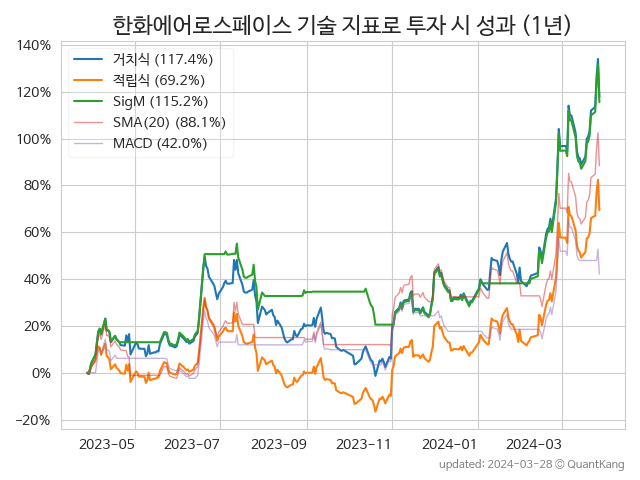 한화에어로스페이스 기술 지표로 투자 시 성과 (1년)
140%
120%
100%
80%
60%
40%
20%
0%
−20%
거치식 (117.4%)
적립식 (69.2%)
SigM (115.2%)
SMA(20) (88.1%)
MACD (42.0%)
2023-05
2023-07
2023-09
2023-11
2024-01
2024-03
updated: 2024-03-28 © QuantKang